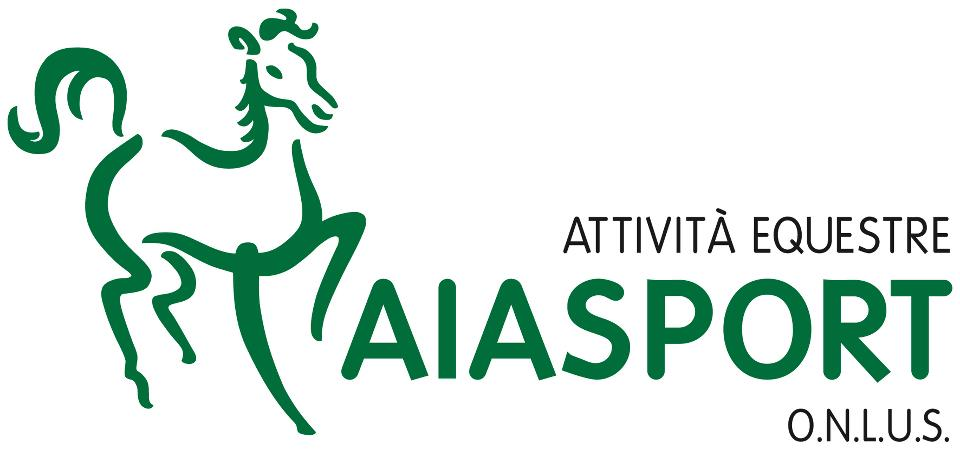 ATTIVITÀ EQUESTRE
AIASPORT
O.N.L.U.S.